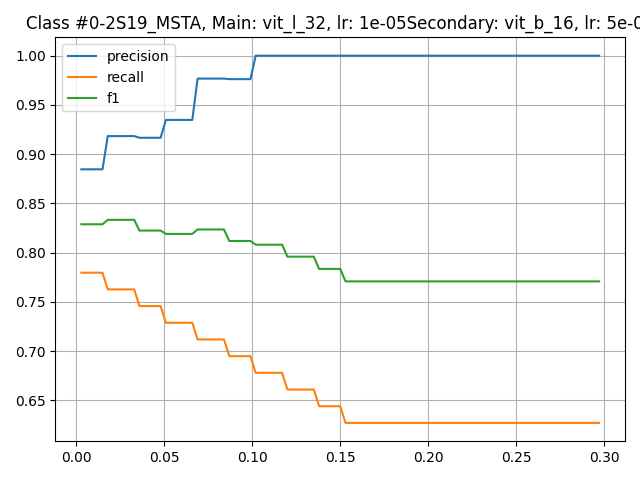 Class #0-2S19_MSTA, Main: vit_l_32, lr: 1e-05Secondary: vit_b_16, lr: 5e-0
precision
recall
f1
1.00
0.95
0.90
0.85
0.80
0.75
0.70
0.65
0.00 0.05 0.10 0.15 0.20 0.25 0.30